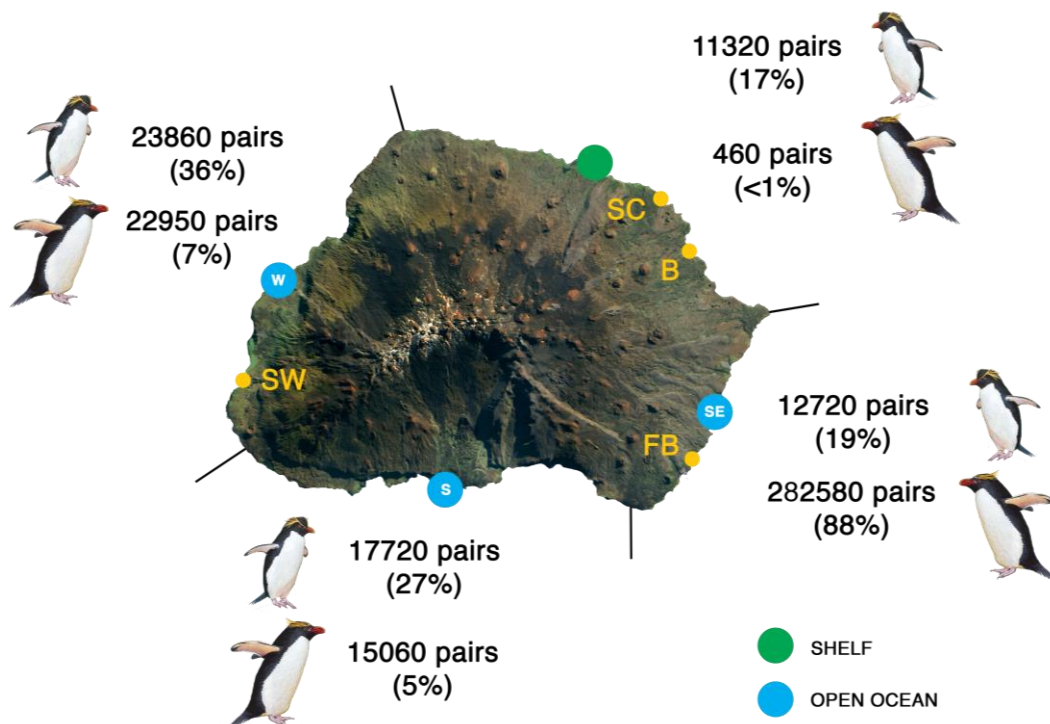 11320 pairs
(17%)
460 pairs
(<1%)
23860 pairs
(36%)
22950 pairs
(7%)
SC
B
W
SW
SE
FB
S
12720 pairs
(19%)
282580 pairs
(88%)
17720 pairs
(27%)
15060 pairs
(5%)
SHELF
OPEN OCEAN